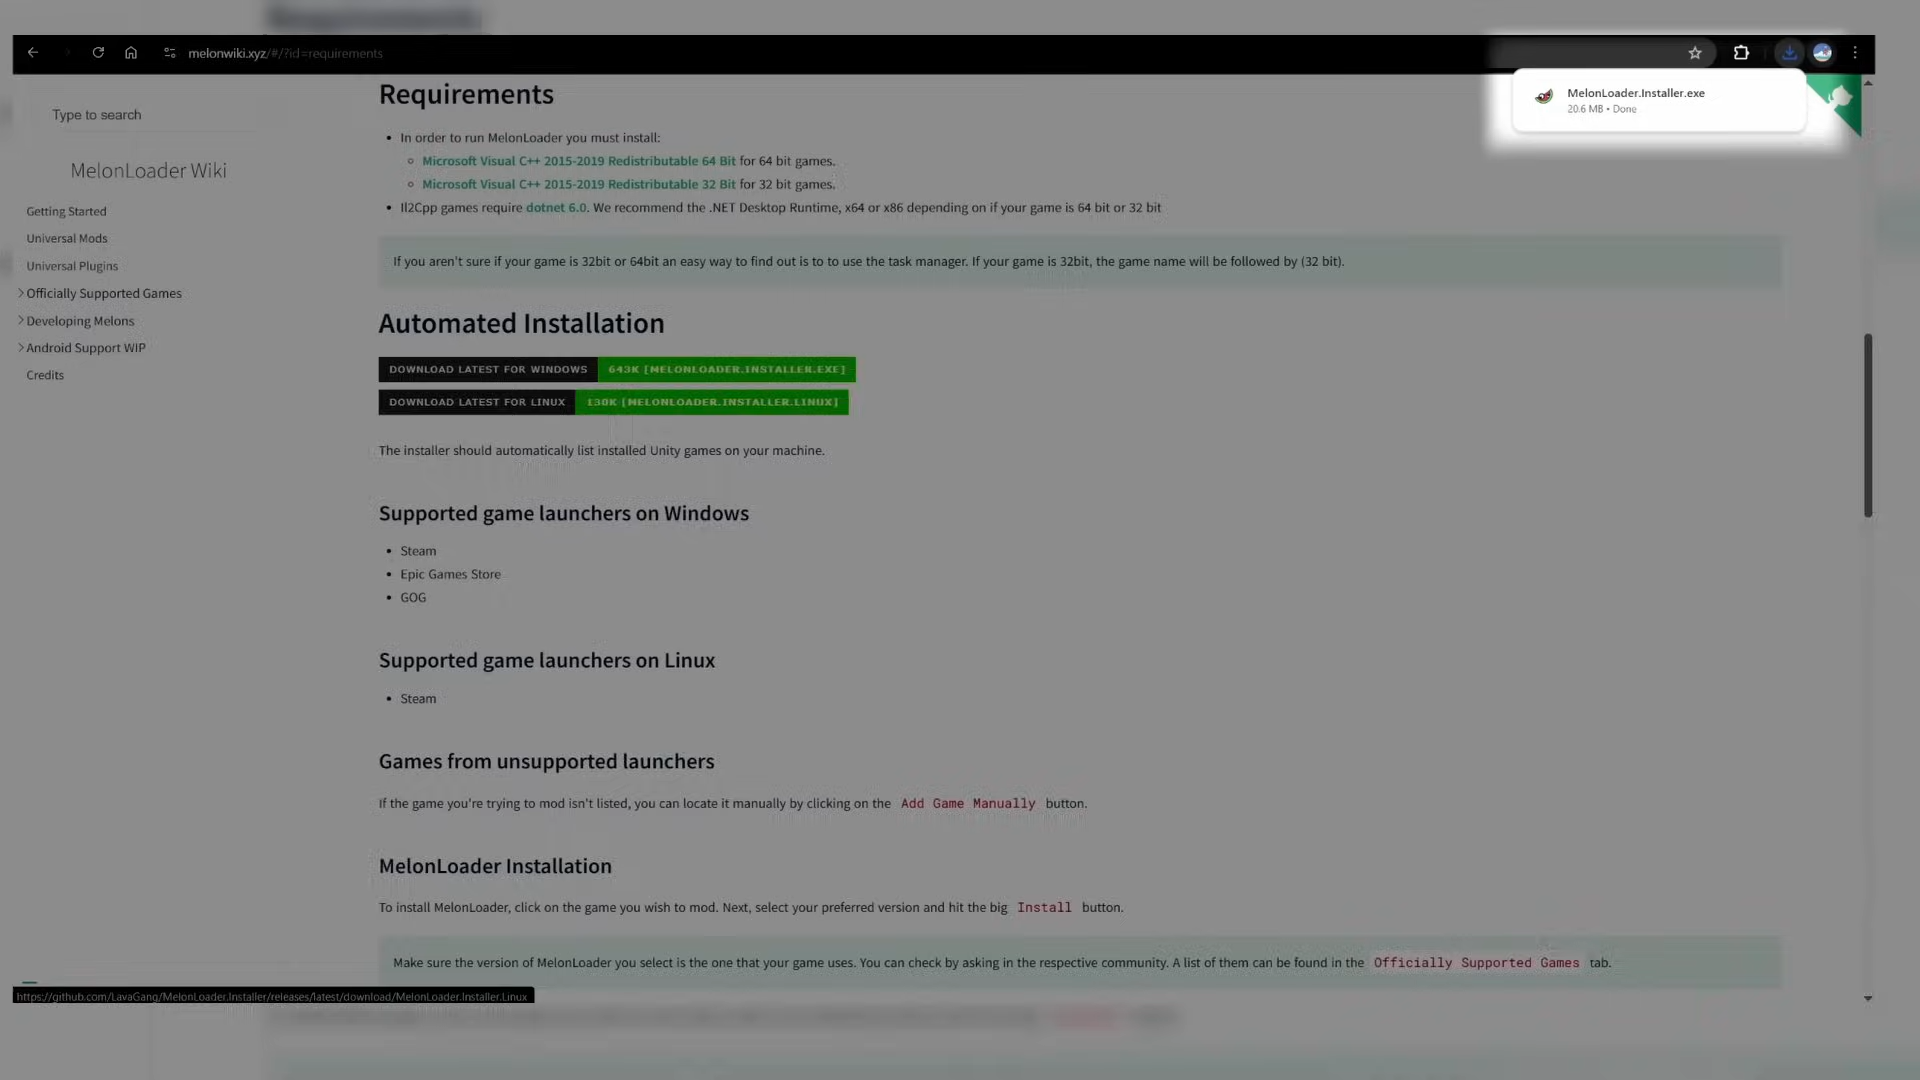 melonwiki.xyz/#/?id=requirements
MelonLoader.Installer.exe
20.6 MB • Done
Type to search
MelonLoader Wiki
Getting Started
Universal Mods
Universal Plugins
Officially Supported Games
Developing Melons
Android Support WIP
Credits
Requirements
In order to run MelonLoader you must install:
Microsoft Visual C++ 2015-2019 Redistributable 64 Bit for 64 bit games.
Microsoft Visual C++ 2015-2019 Redistributable 32 Bit for 32 bit games.
Il2Cpp games require dotnet 6.0. We recommend the .NET Desktop Runtime, x64 or x86 depending on if your game is 64 bit or 32 bit
If you aren't sure if your game is 32bit or 64bit an easy way to find out is to to use the task manager. If your game is 32bit, the game name will be followed by (32 bit).
Automated Installation
DOWNLOAD LATEST FOR WINDOWS 643K [MELONLOADER.INSTALLER.EXE]
DOWNLOAD LATEST FOR LINUX 130K [MELONLOADER.INSTALLER.LINUX]
The installer should automatically list installed Unity games on your machine.
Supported game launchers on Windows
Steam
Epic Games Store
GOG
Supported game launchers on Linux
Steam
Games from unsupported launchers
If the game you're trying to mod isn't listed, you can locate it manually by clicking on the Add Game Manually button.
MelonLoader Installation
To install MelonLoader, click on the game you wish to mod. Next, select your preferred version and hit the big Install button.
Make sure the version of MelonLoader you select is the one that your game uses. You can check by asking in the respective community. A list of them can be found in the Officially Supported Games tab.
https://github.com/LavaGang/MelonLoader.Installer/releases/latest/download/MelonLoader.Installer.Linux